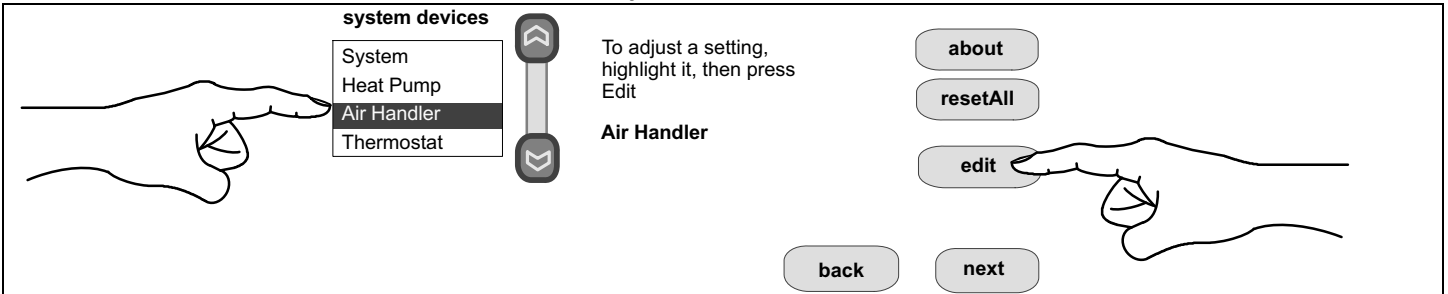 system devices
System
Heat Pump
Air Handler
Thermostat
To adjust a setting,
highlight it, then press
Edit
Air Handler
about
resetAll
edit
back
next